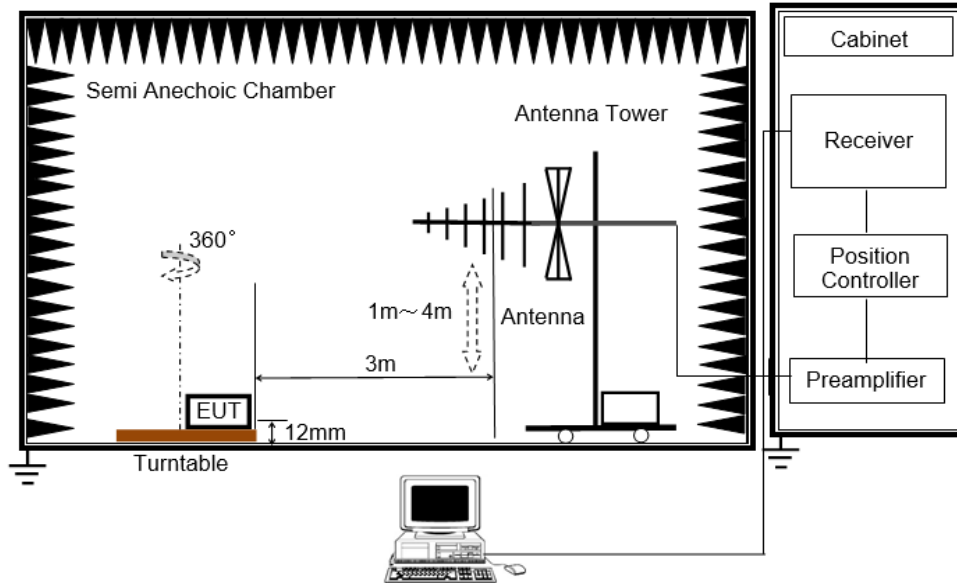 Cabinet
Semi Anechoic Chamber
Antenna Tower
Receiver
360°
Position
Controller
1m～4m
Antenna
3m
Preamplifier
EUT
12mm
Turntable